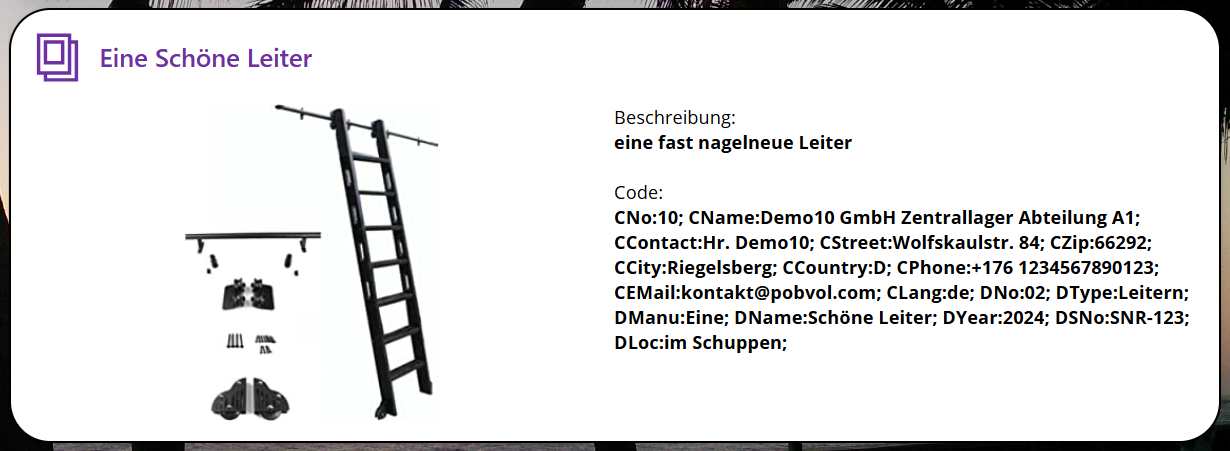 Eine Schöne Leiter
Beschreibung:
eine fast nagelneue Leiter
Code:
CNo:10; CName:Demo10 GmbH Zentrallager Abteilung A1;
CContact:Hr. Demo10; CStreet:Wolfskaulstr. 84; CZip:66292;
CCity:Riegelsberg; CCountry:D; CPhone:+176 1234567890123;
CEMail:kontakt@pobvol.com; CLang:de; DNo:02; DType:Leitern;
DManu:Eine; DName:Schöne Leiter; DYear:2024; DSNo:SNR-123;
DLoc:im Schuppen;